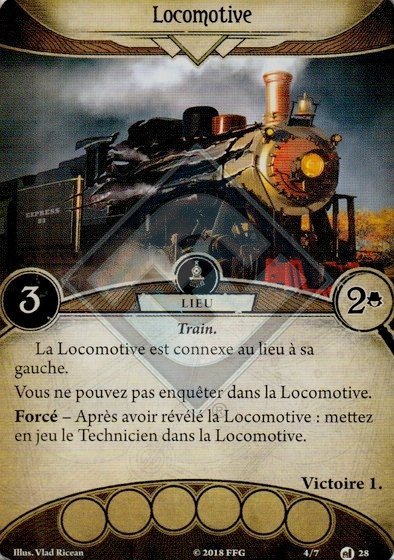 Locomotive
EXPRESS
3
LIEU
2
Train.
La Locomotive est connexe au lieu à sa
gauche.
Vous ne pouvez pas enquêter dans la Locomotive.
Forcé – Après avoir révélé la Locomotive : mettez
en jeu le Technicien dans la Locomotive.
Victoire 1.
Illus. Vlad Ricean
© 2018 FFG
4/7
28